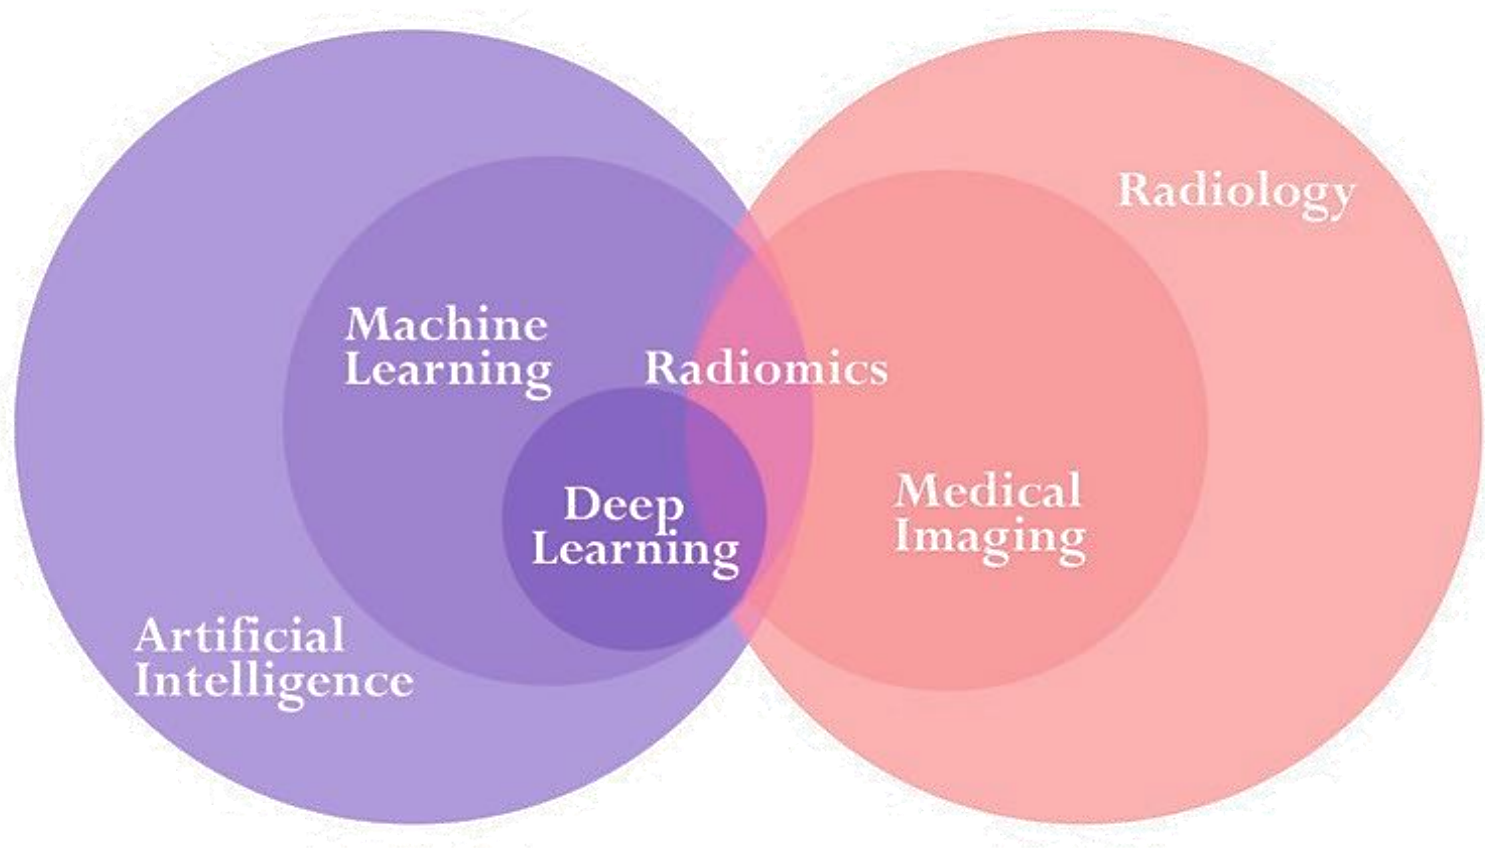 Radiology
Machine
Learning
Radiomics
Deep
Learning
Medical
Imaging
Artificial
Intelligence